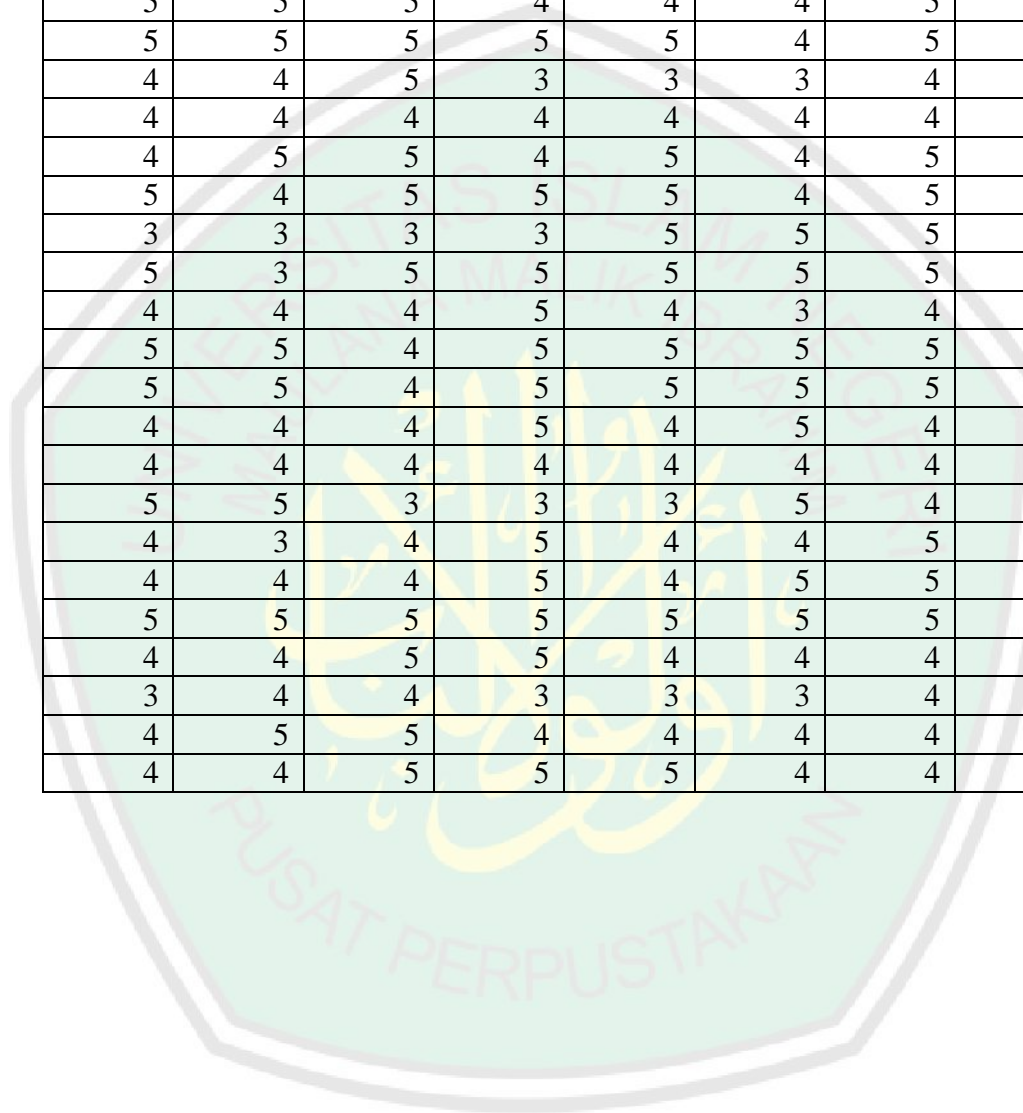 5 5 5 4 4 4 5
5 5 5 5 5 4 5
4 4 5 3 3 3 4
4 4 4 4 4 4 4
4 5 5 4 5 4 5
5 4 5 5 5 4 5
3 3 3 3 5 5 5
5 3 5 5 5 5 5
4 4 4 5 4 3 4
5 5 4 5 5 5 5
5 5 4 5 5 5 5
4 4 4 5 4 5 4
4 4 4 4 4 4 4
5 5 3 3 3 5 4
4 3 4 5 4 4 5
4 4 4 5 4 5 5
5 5 5 5 5 5 5
4 4 5 5 4 4 4
3 4 4 3 3 3 4
4 5 5 4 4 4 4
4 4 5 5 5 4 4
UNIVERSITAS ISLAM NEGERI
MAULANA MALIK IBRAHIM
PUSAT PERPUSTAKAAN